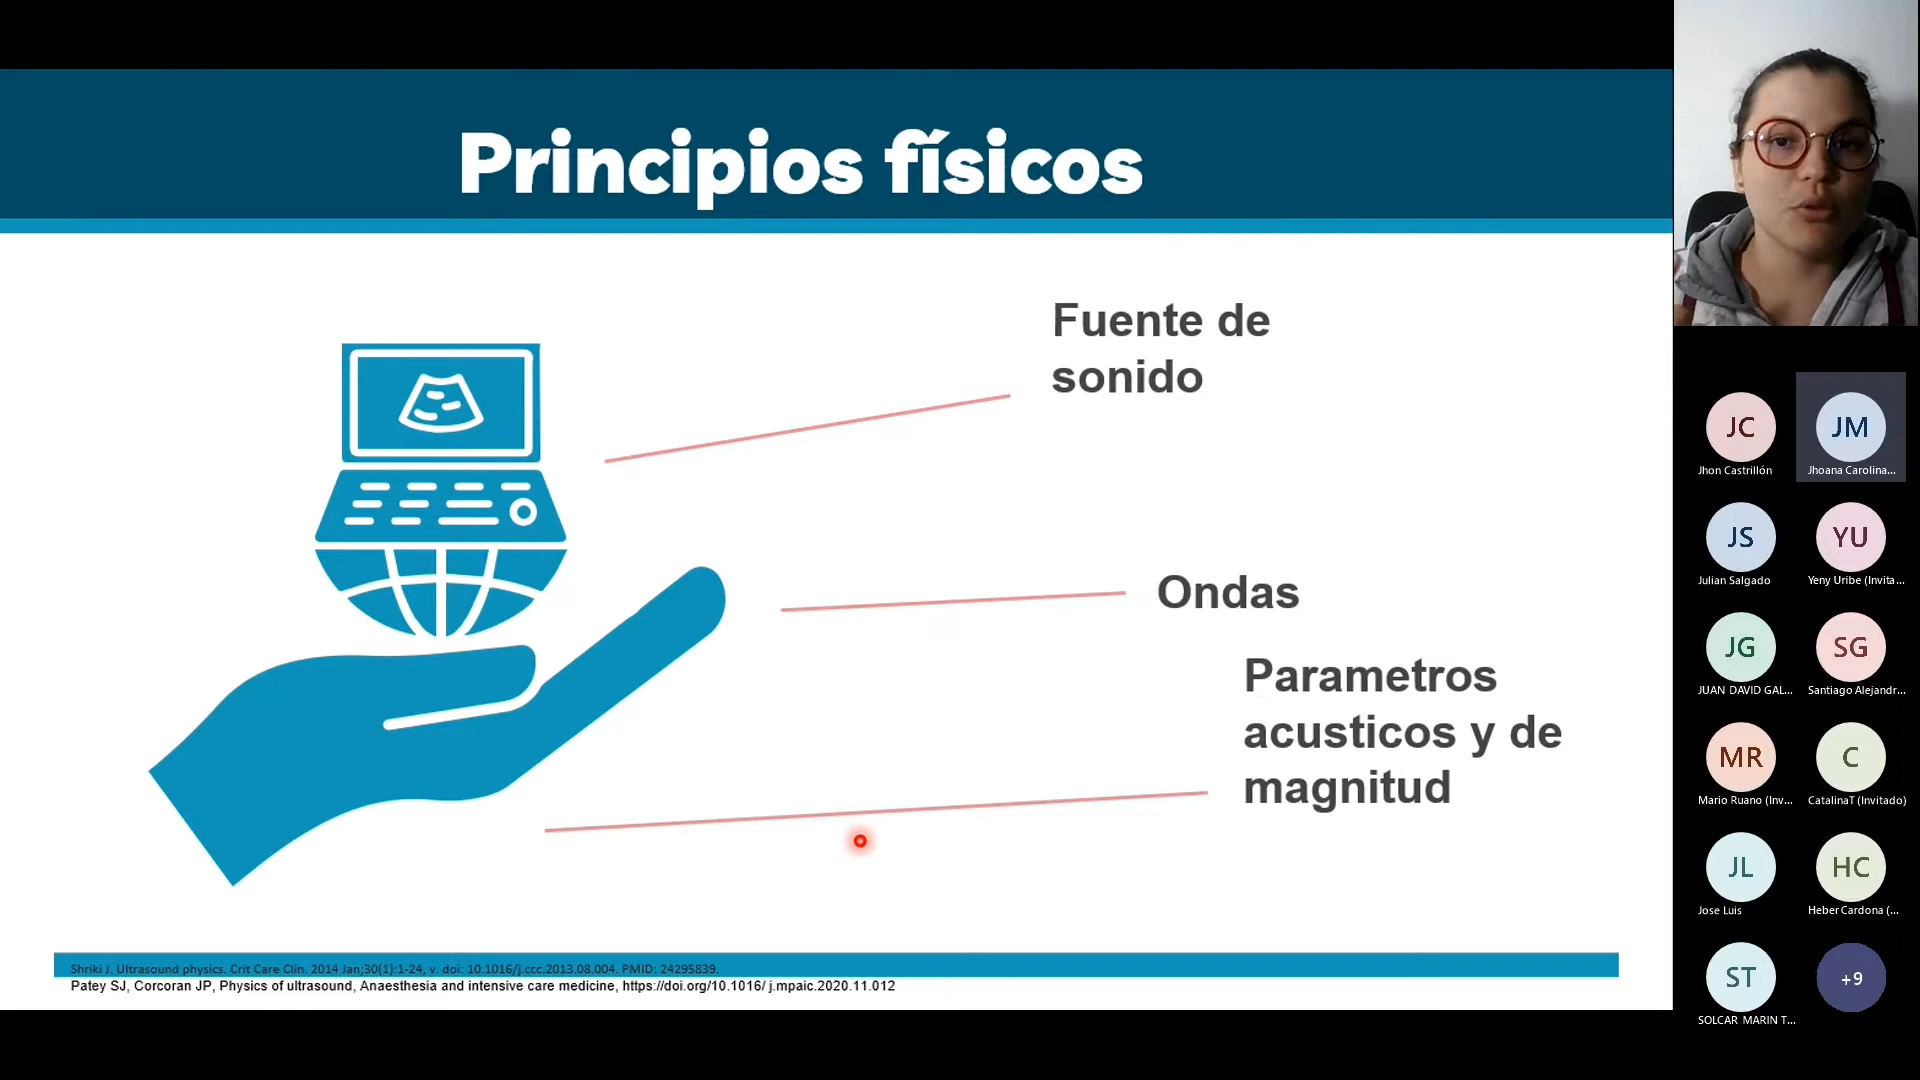 Principios físicos
Fuente de
sonido
Ondas
Parametros
acusticos y de
magnitud
Shriki J. Ultrasound physics. Crit Care Clin. 2014 Jan;30(1):1-24, v. doi: 10.1016/j.ccc.2013.08.004. PMID: 24295839.
Patey SJ, Corcoran JP, Physics of ultrasound, Anaesthesia and intensive care medicine, https://doi.org/10.1016/ j.mpaic.2020.11.012
JC
JM
Jhon Castrillón
Jhoana Carolina...
JS
YU
Julian Salgado
Yeny Uribe (Invita...
JG
SG
JUAN DAVID GAL...
Santiago Alejandr...
MR
C
Mario Ruano (Inv...
CatalinaT (Invitado)
JL
HC
Jose Luis
Heber Cardona (...
ST
+9
SOLCAR MARIN T...